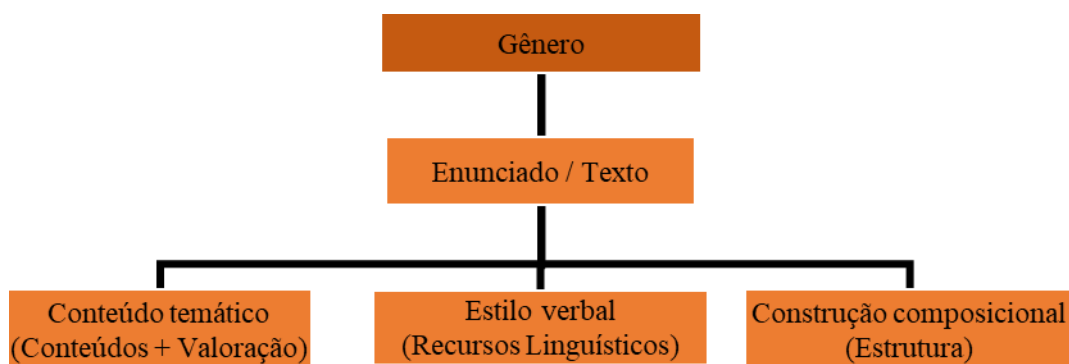 Gênero
Enunciado / Texto
Conteúdo temático
(Conteúdos + Valoração)
Estilo verbal
(Recursos Linguísticos)
Construção composicional
(Estrutura)